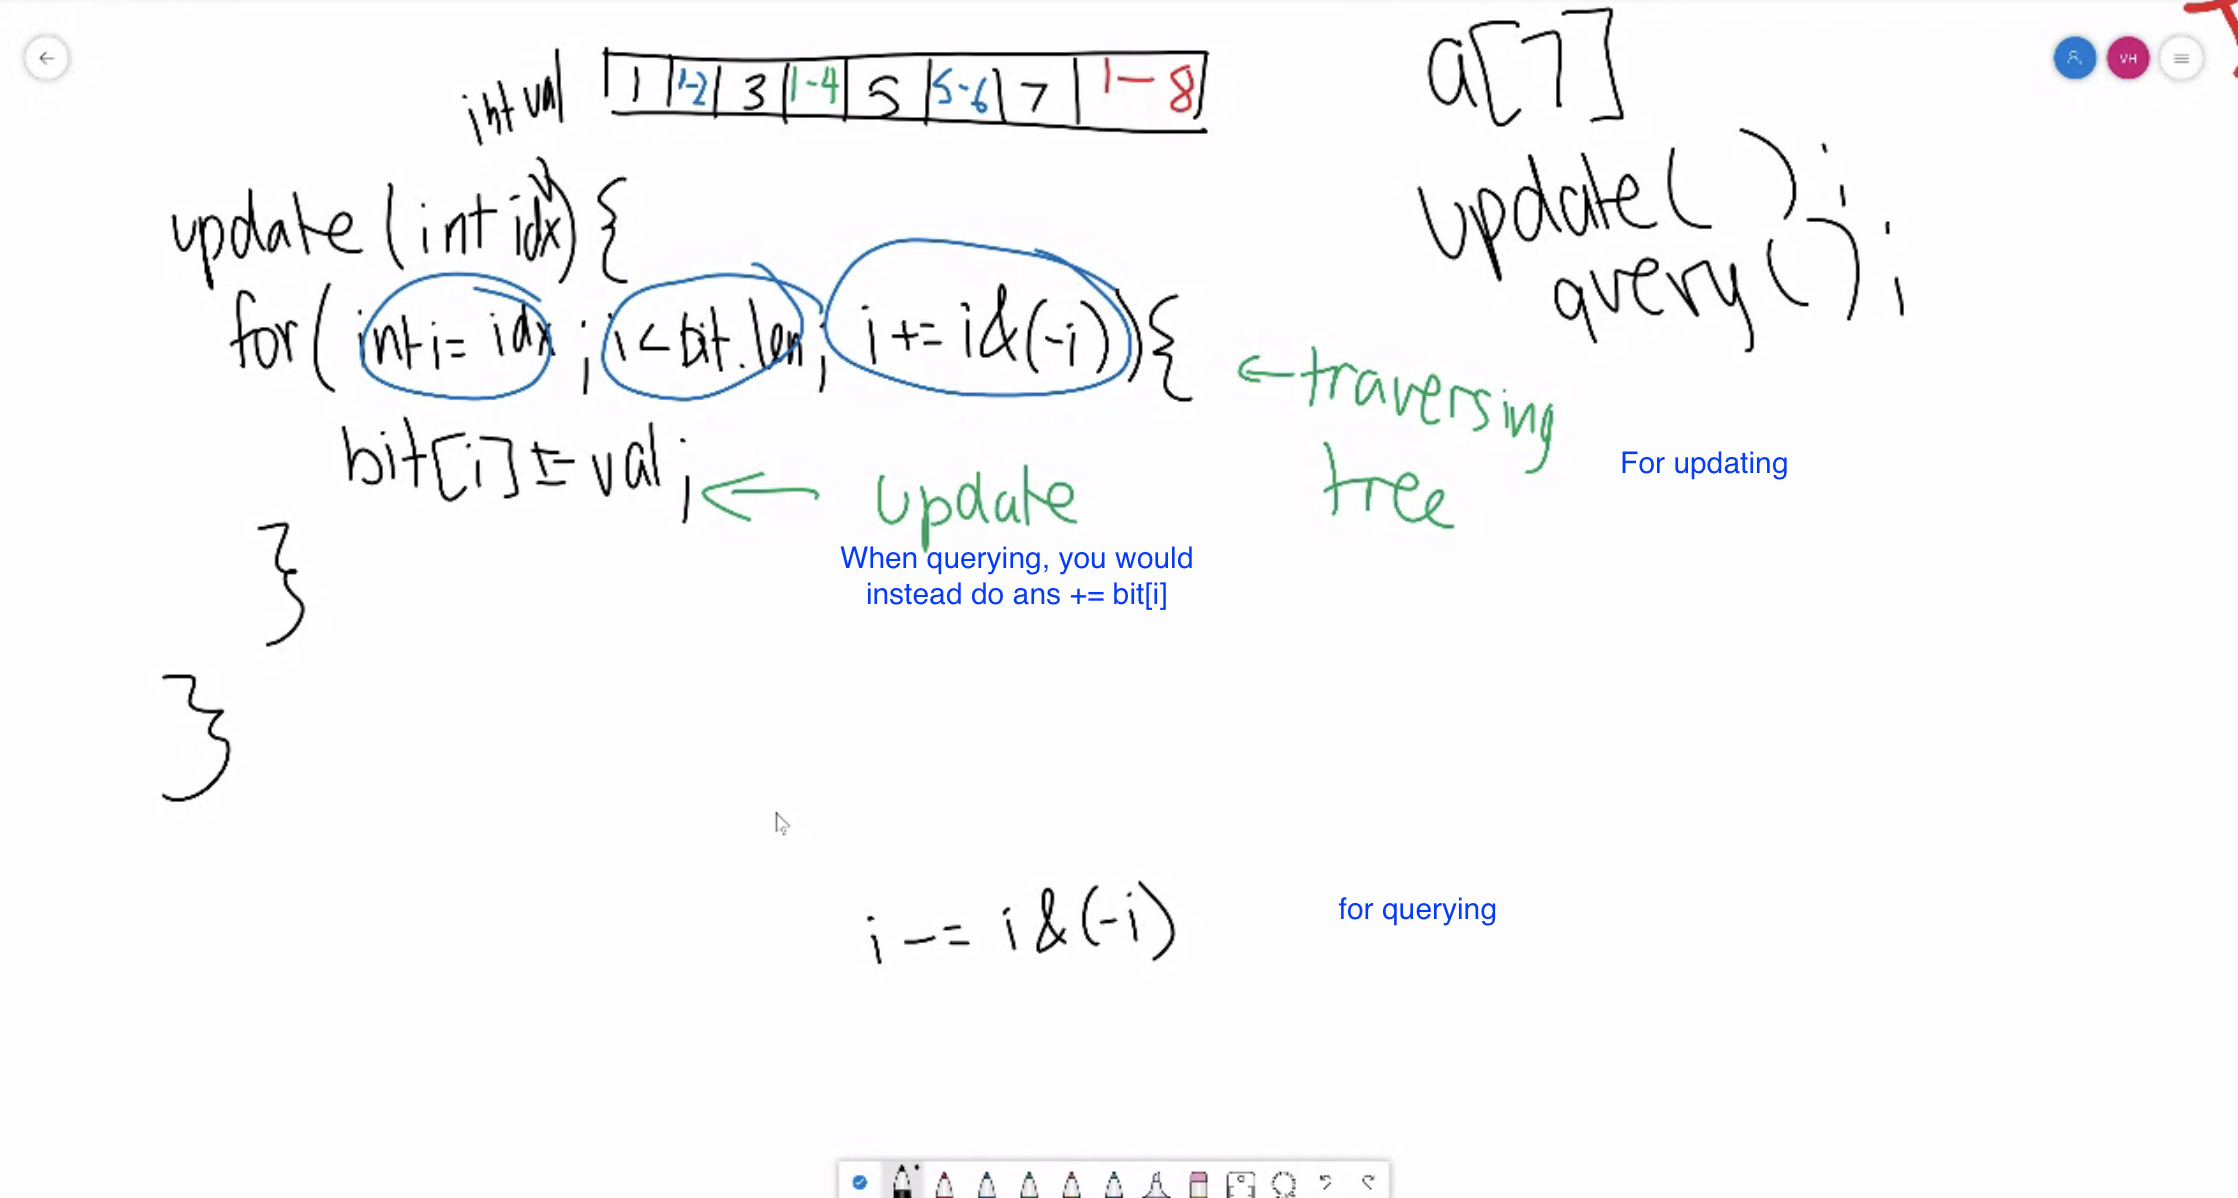 int val
1 1-2 3 1-4 5 5-6 7 1-8
a[7]
VH
update(int idx){
update( );
query( );
for(int i= idx; i<bit.len; i += i&(-i)){
←traversing
tree
For updating
bit[i] += val;
← update
When querying, you would
instead do ans += bit[i]
}
}
i -= i&(-i)
for querying